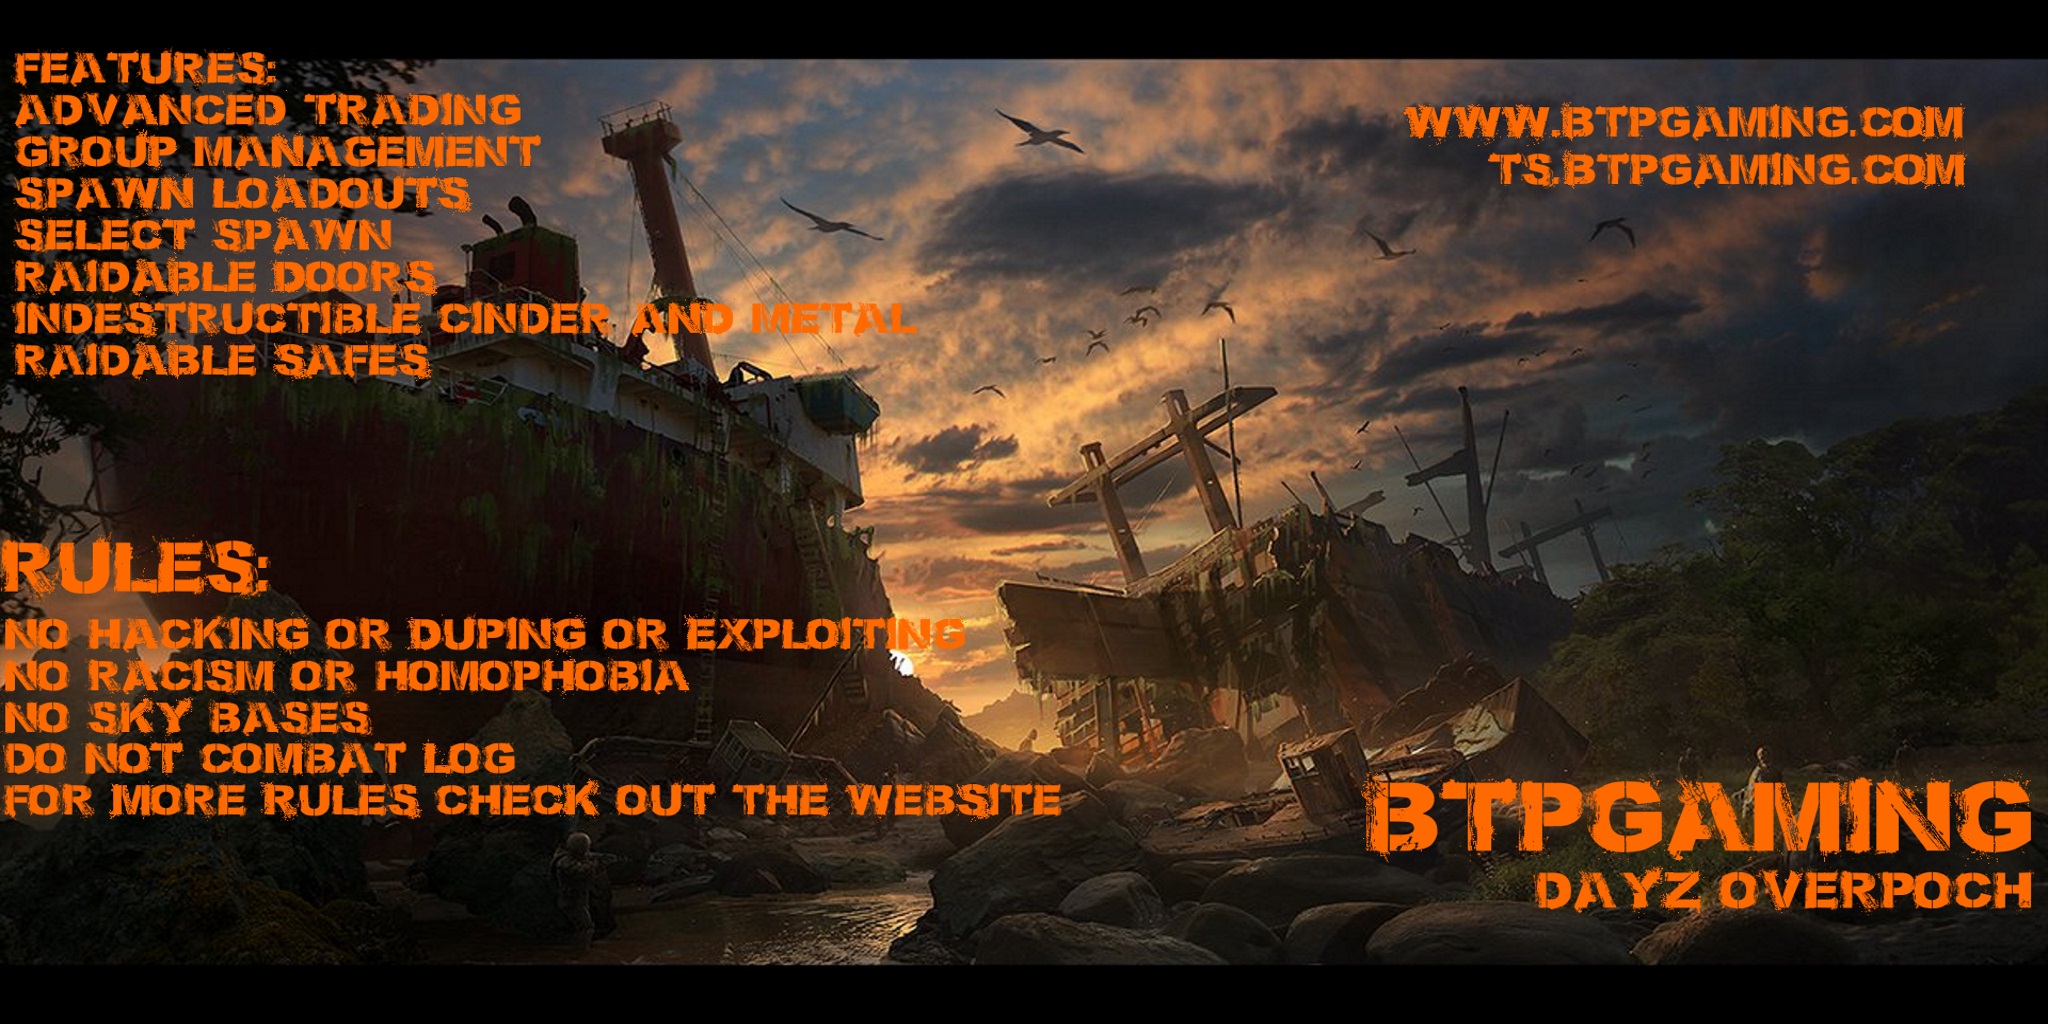 FEATURES:
ADVANCED TRADING
GROUP MANAGEMENT
SPAWN LOADOUTS
SELECT SPAWN
RAIDABLE DOORS
INDESTRUCTIBLE CINDER AND METAL
RAIDABLE SAFES
WWW.BTPGAMING.COM
TS.BTPGAMING.COM
RULES:
NO HACKING OR DUPING OR EXPLOITING
NO RACISM OR HOMOPHOBIA
NO SKY BASES
DO NOT COMBAT LOG
FOR MORE RULES CHECK OUT THE WEBSITE
BTPGAMING
DAYZ OVERPOCH